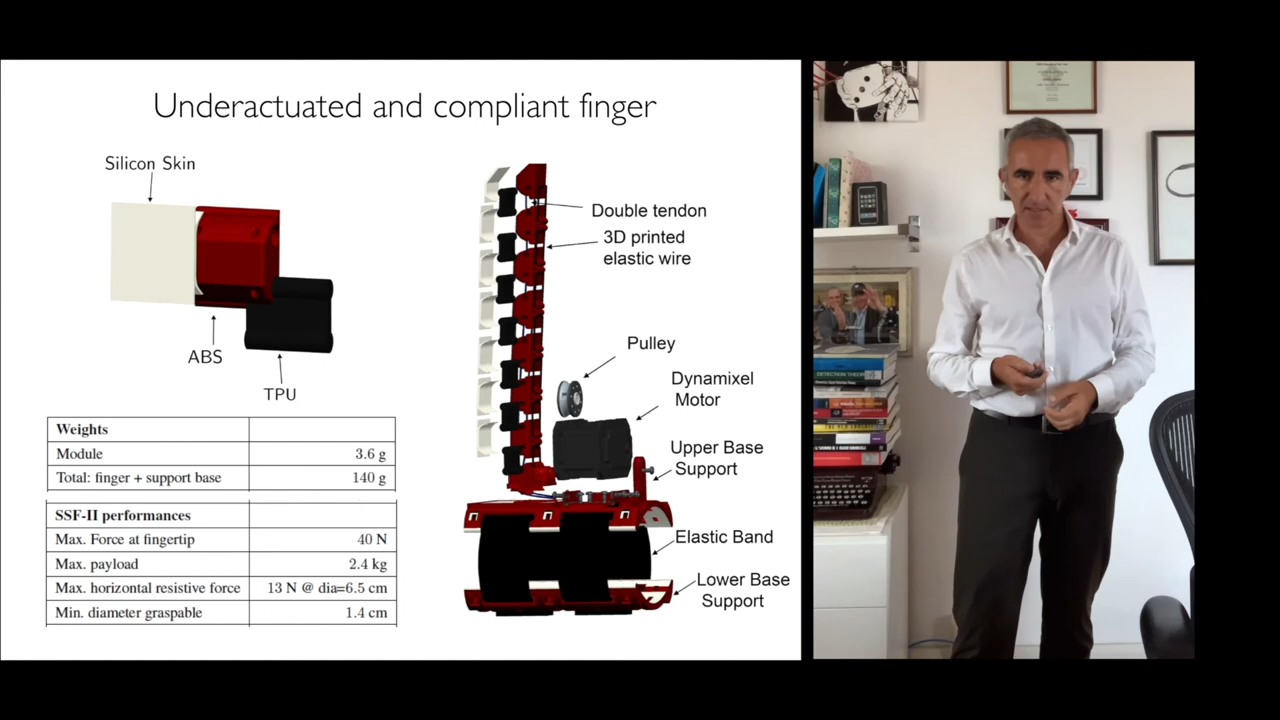 Underactuated and compliant finger
Silicon Skin
ABS
TPU
Weights
Module 3.6 g
Total: finger + support base 140 g
SSF-II performances
Max. Force at fingertip 40 N
Max. payload 2.4 kg
Max. horizontal resistive force 13 N @ dia=6.5 cm
Min. diameter graspable 1.4 cm
Double tendon
3D printed
elastic wire
Pulley
Dynamixel
Motor
Upper Base
Support
Elastic Band
Lower Base
Support
DETECTION THEORY